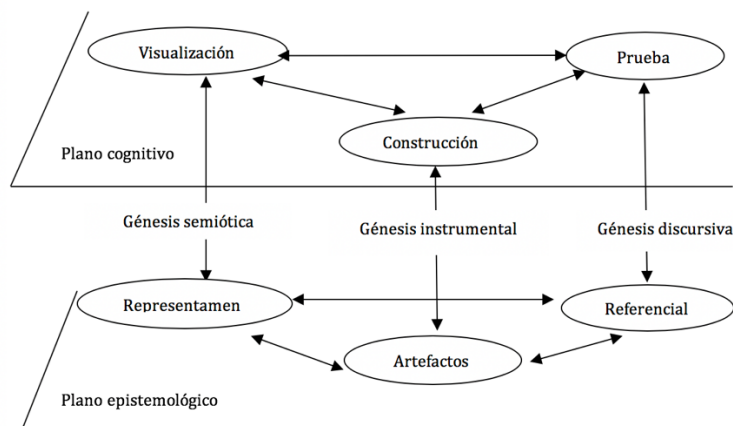 Visualización
Prueba
Construcción
Plano cognitivo
Génesis semiótica
Génesis instrumental
Génesis discursiva
Representamen
Referencial
Artefactos
Plano epistemológico